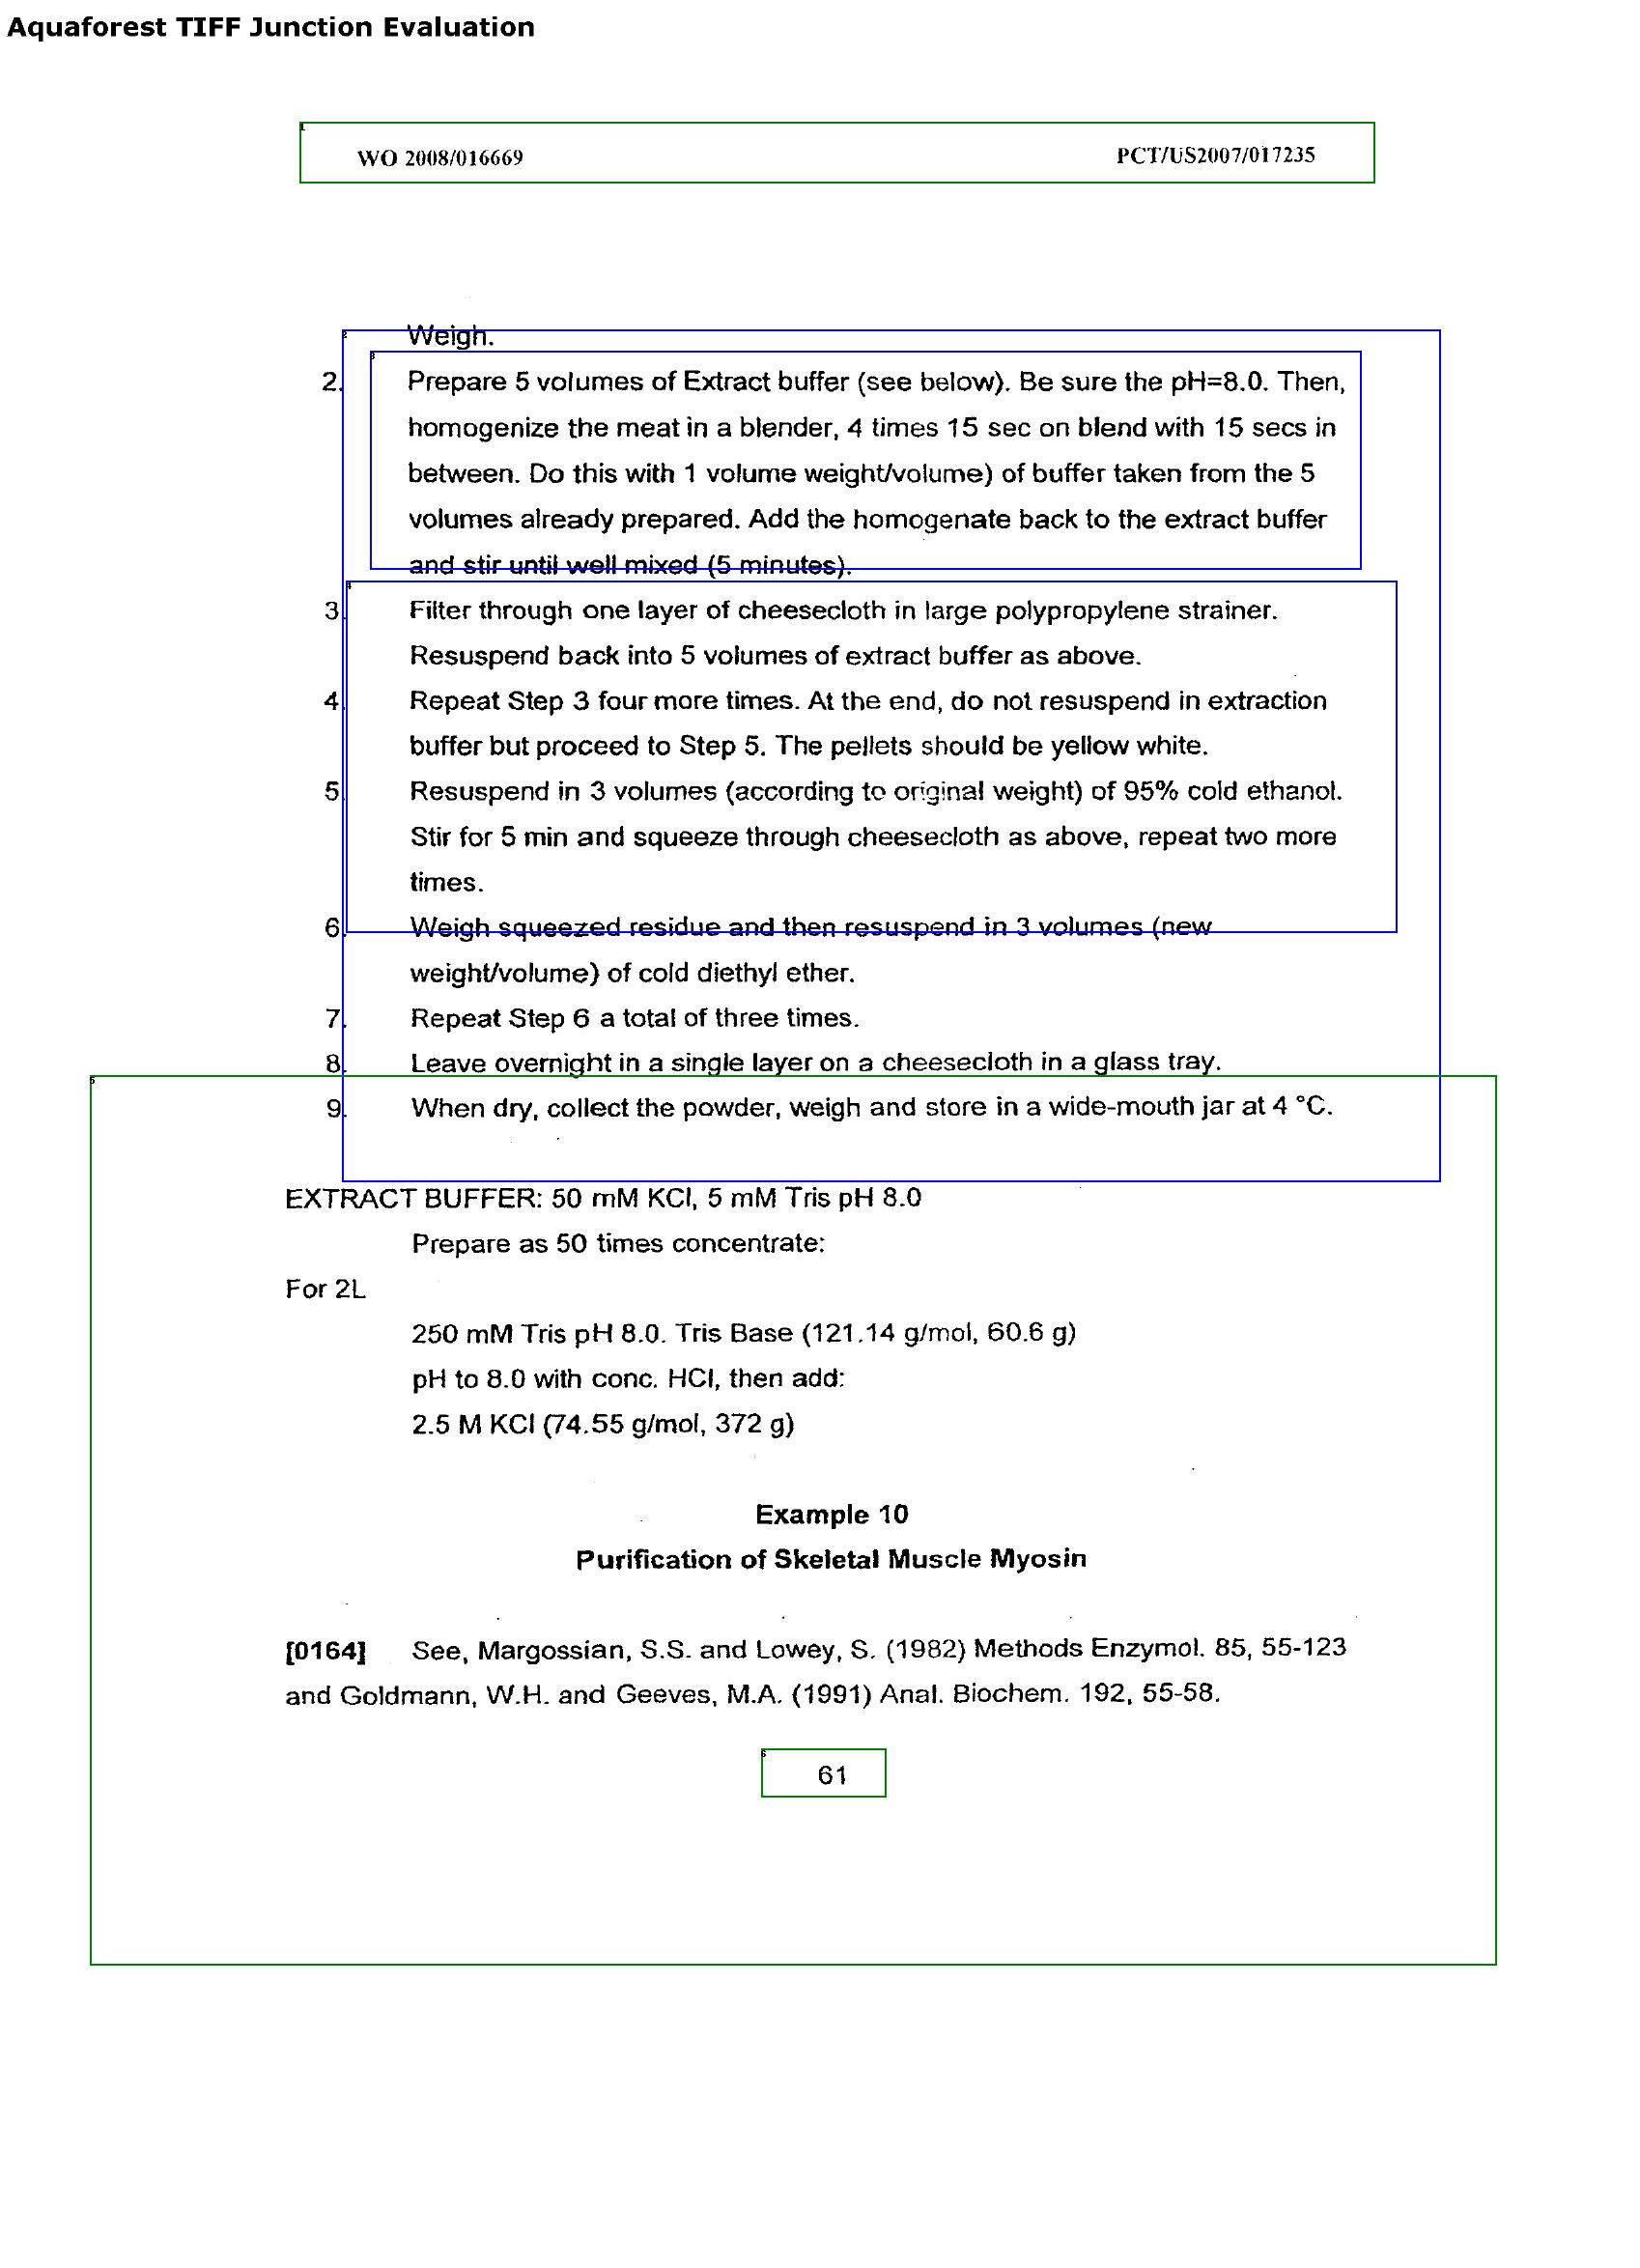 Aquaforest TIFF Junction Evaluation
WO 2008/016669 PCT/US2007/017235
Weigh.
2. Prepare 5 volumes of Extract buffer (see below). Be sure the pH=8.0. Then,
homogenize the meat in a blender, 4 times 15 sec on blend with 15 secs in
between. Do this with 1 volume weight/volume) of buffer taken from the 5
volumes already prepared. Add the homogenate back to the extract buffer
and stir until well mixed (5 minutes).
3. Filter through one layer of cheesecloth in large polypropylene strainer.
Resuspend back into 5 volumes of extract buffer as above.
4. Repeat Step 3 four more times. At the end, do not resuspend in extraction
buffer but proceed to Step 5. The pellets should be yellow white.
5. Resuspend in 3 volumes (according to original weight) of 95% cold ethanol.
Stir for 5 min and squeeze through cheesecloth as above, repeat two more
times.
6. Weigh squeezed residue and then resuspend in 3 volumes (new
weight/volume) of cold diethyl ether.
7. Repeat Step 6 a total of three times.
8. Leave overnight in a single layer on a cheesecloth in a glass tray.
9. When dry, collect the powder, weigh and store in a wide-mouth jar at 4 °C.
EXTRACT BUFFER: 50 mM KCl, 5 mM Tris pH 8.0
Prepare as 50 times concentrate:
For 2L
250 mM Tris pH 8.0. Tris Base (121.14 g/mol, 60.6 g)
pH to 8.0 with conc. HCl, then add:
2.5 M KCl (74.55 g/mol, 372 g)
Example 10
Purification of Skeletal Muscle Myosin
[0164] See, Margossian, S.S. and Lowey, S. (1982) Methods Enzymol. 85, 55-123
and Goldmann, W.H. and Geeves, M.A. (1991) Anal. Biochem. 192, 55-58.
61